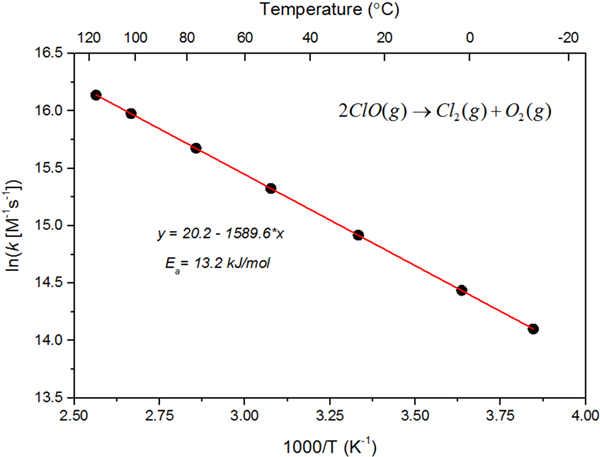 Temperature (°C)
120 100 80 60 40 20 0 -20
16.5
16.0
15.5
15.0
14.5
14.0
13.5
ln(k [M⁻¹s⁻¹])
2ClO(g) → Cl₂(g) + O₂(g)
y = 20.2 - 1589.6*x
Eₐ= 13.2 kJ/mol
2.50 2.75 3.00 3.25 3.50 3.75 4.00
1000/T (K⁻¹)